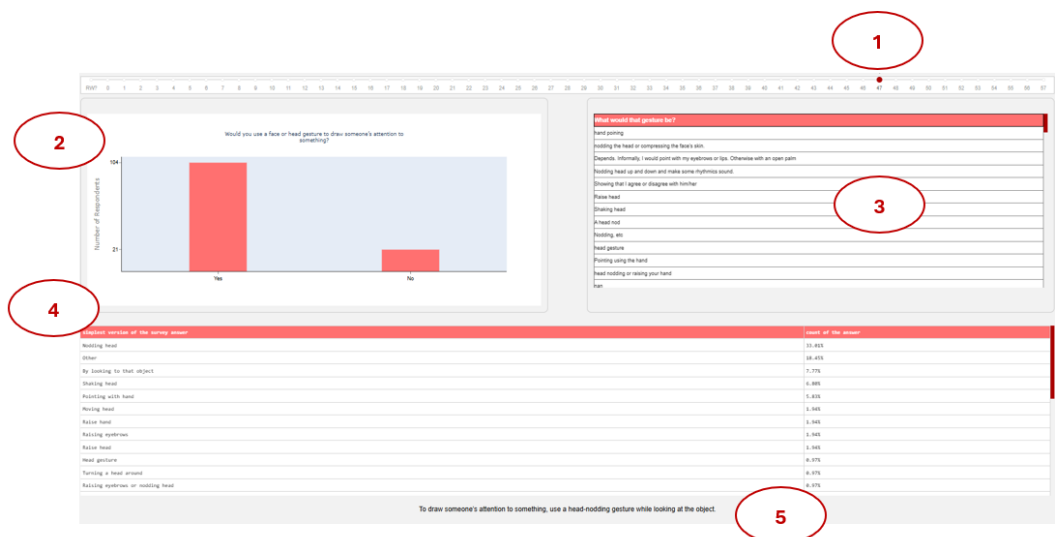 1
RW? 0 1 2 3 4 5 6 7 8 9 10 11 12 13 14 15 16 17 18 19 20 21 22 23 24 25 26 27 28 29 30 31 32 33 34 35 36 37 38 39 40 41 42 43 44 45 46 47 48 49 50 51 52 53 54 55 56 57
2
Would you use a face or head gesture to draw someone's attention to
something?
104
21
Number of Respondents
Yes No
What would that gesture be?
hand poining
nodding the head or compressing the face's skin.
Depends. Informally, I would point with my eyebrows or lips. Otherwise with an open palm
Nodding head up and down and make some rhythmics sound.
Showing that I agree or disagree with him/her
Raise head
Shaking head
A head nod
Nodding, etc
head gesture
Pointing using the hand
head nodding or raising your hand
nan
3
4
simplest version of the survey answer count of the answer
Nodding head
Other
By looking to that object 7.77%
Shaking head 6.80%
Pointing with hand 5.83%
Moving head 1.94%
Raise hand 1.94%
Raising eyebrows 1.94%
Raise head 1.94%
Head gesture 0.97%
Turning a head around 0.97%
Raising eyebrows or nodding head 0.97%
To draw someone's attention to something, use a head-nodding gesture while looking at the object.
5